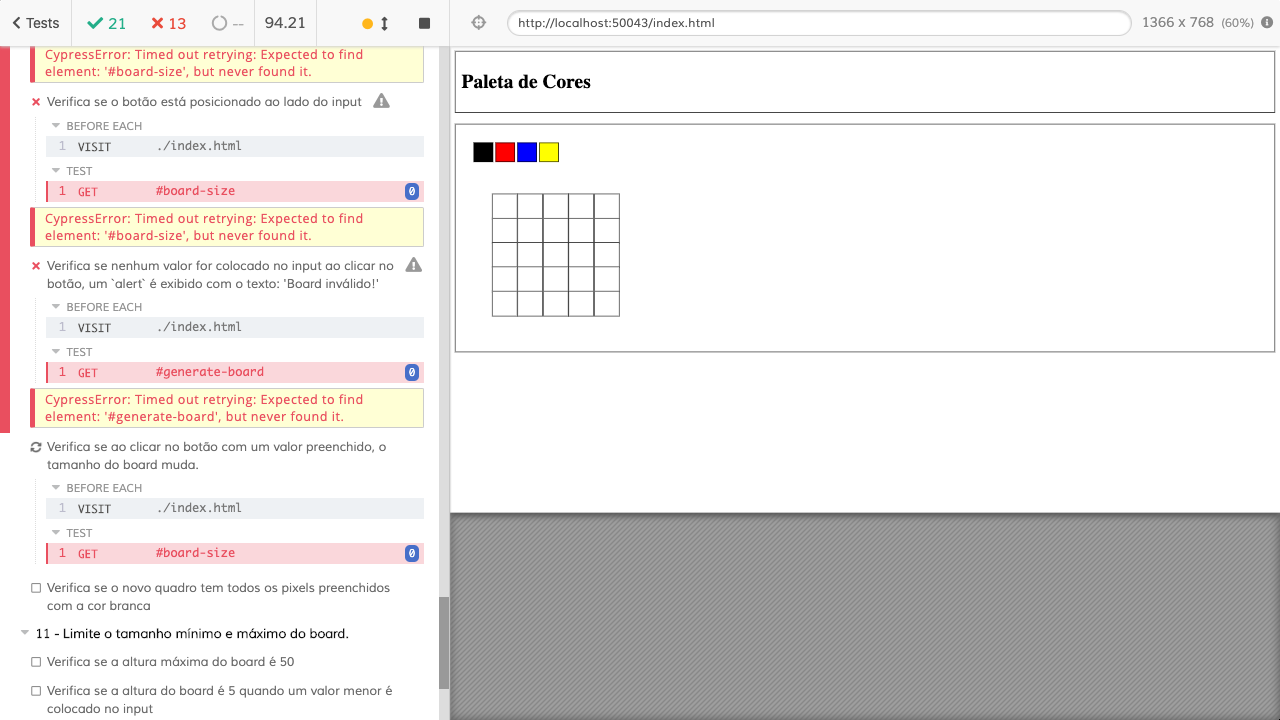 Tests 21 13 -- 94.21 http://localhost:50043/index.html 1366 x 768 (60%)
CypressError: Timed out retrying: Expected to find
element: '#board-size', but never found it.
Verifica se o botão está posicionado ao lado do input
BEFORE EACH
1 VISIT ./index.html
TEST
1 GET #board-size 0
CypressError: Timed out retrying: Expected to find
element: '#board-size', but never found it.
Verifica se nenhum valor for colocado no input ao clicar no
botão, um `alert` é exibido com o texto: 'Board inválido!'
BEFORE EACH
1 VISIT ./index.html
TEST
1 GET #generate-board 0
CypressError: Timed out retrying: Expected to find
element: '#generate-board', but never found it.
Verifica se ao clicar no botão com um valor preenchido, o
tamanho do board muda.
BEFORE EACH
1 VISIT ./index.html
TEST
1 GET #board-size 0
Verifica se o novo quadro tem todos os pixels preenchidos
com a cor branca
11 - Limite o tamanho mínimo e máximo do board.
Verifica se a altura máxima do board é 50
Verifica se a altura do board é 5 quando um valor menor é
colocado no input
Paleta de Cores